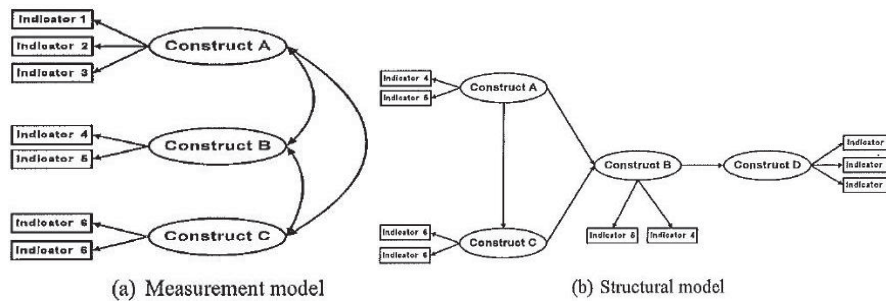 Indicator 1
Indicator 2
Indicator 3
Construct A
Indicator 4
Indicator 5
Construct B
Indicator 6
Indicator 6
Construct C
(a) Measurement model
Indicator 4
Indicator 5
Construct A
Construct B
Construct D
Indicator
Indicator
Indicator
Indicator 5
Indicator 4
Indicator 6
Indicator 6
Construct C
(b) Structural model